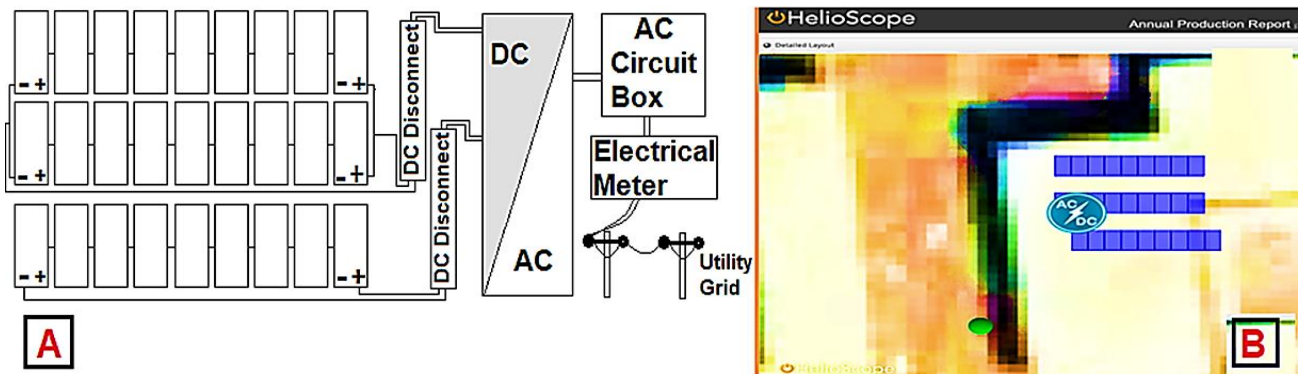 - +
- +
- +
- +
- +
- +
DC Disconnect
DC Disconnect
DC
AC
AC
Circuit
Box
Electrical
Meter
Utility
Grid
A
HelioScope
Annual Production Report
Detailed Layout
AC
DC
HelioScope
B